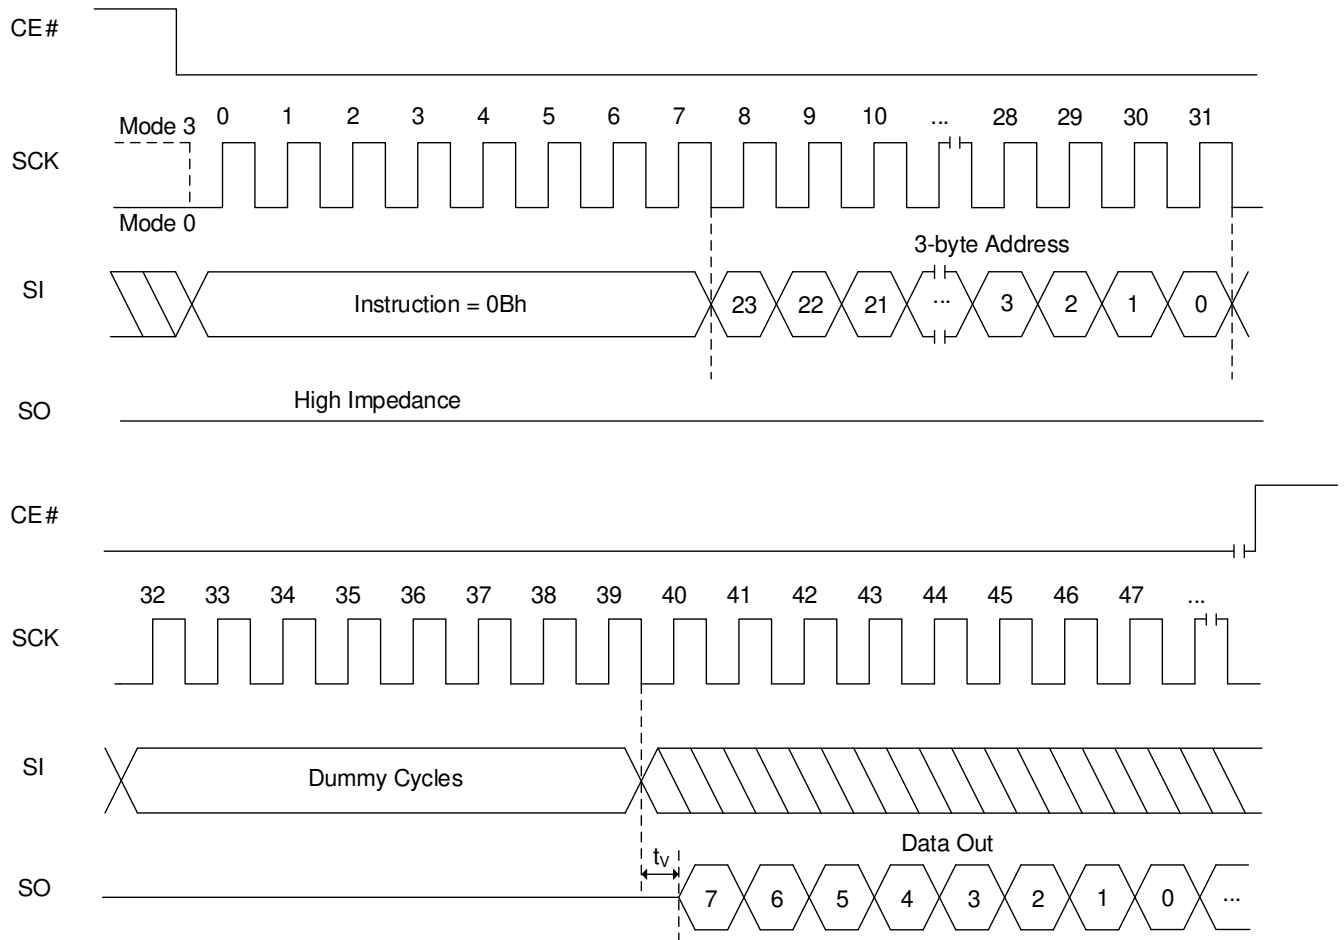 CE#
Mode 3 0 1 2 3 4 5 6 7 8 9 10 ... 28 29 30 31
SCK
Mode 0
3-byte Address
SI Instruction = 0Bh 23 22 21 ... 3 2 1 0
High Impedance
SO
CE#
32 33 34 35 36 37 38 39 40 41 42 43 44 45 46 47 ...
SCK
SI Dummy Cycles
Data Out
tV
SO 7 6 5 4 3 2 1 0 ...